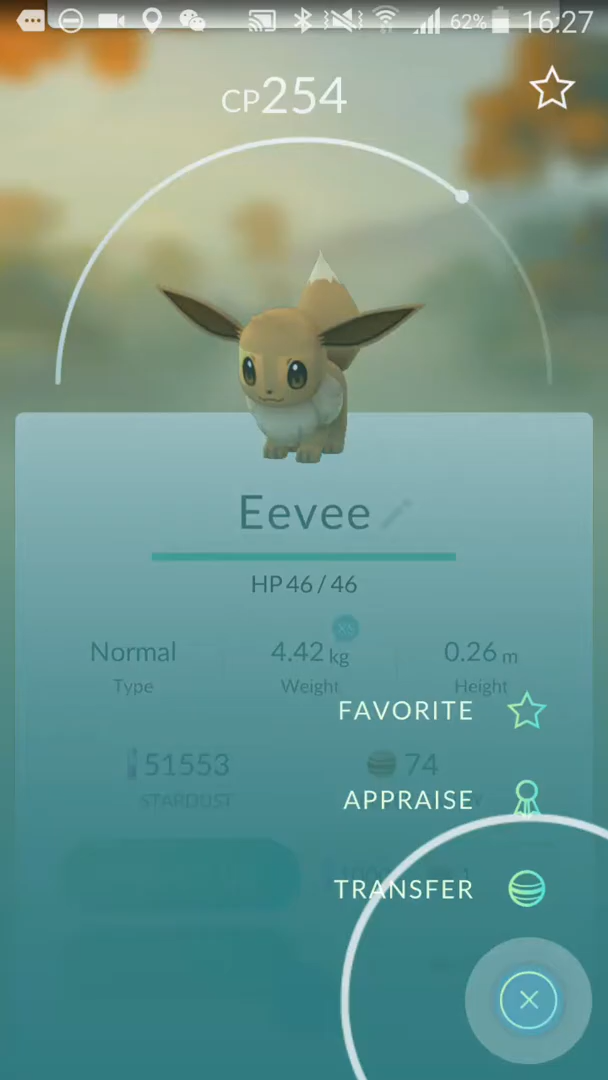 62% 16:27
CP254
Eevee
HP 46 / 46
XS
Normal 4.42 kg 0.26 m
Type Weight Height
FAVORITE
51553 74
STARDUST
APPRAISE
TRANSFER